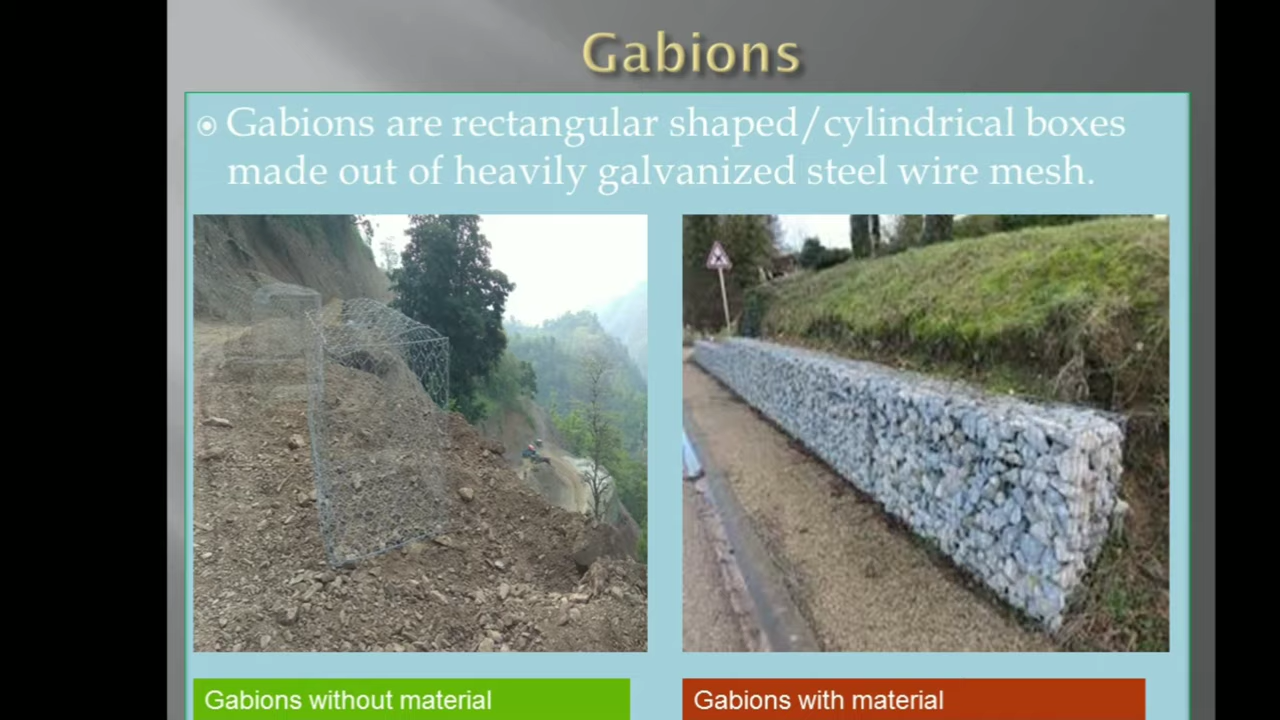 Gabions
Gabions are rectangular shaped/cylindrical boxes
made out of heavily galvanized steel wire mesh.
Gabions without material
Gabions with material